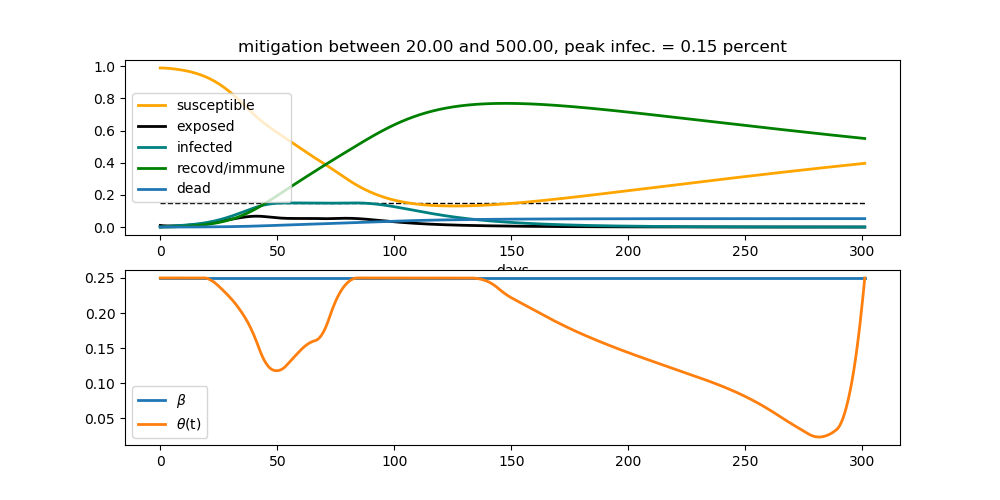 mitigation between 20.00 and 500.00, peak infec. = 0.15 percent
1.0
0.8
0.6
0.4
0.2
0.0
susceptible
exposed
infected
recovd/immune
dead
0 50 100 150 200 250 300
days
0.25
0.20
0.15
0.10
0.05
β
θ(t)
0 50 100 150 200 250 300